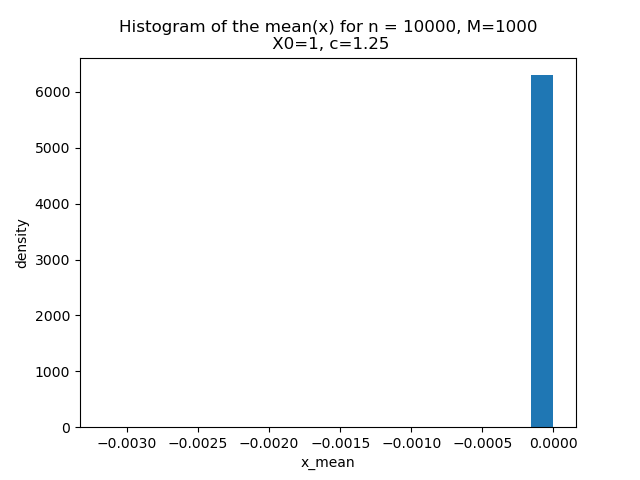 Histogram of the mean(x) for n = 10000, M=1000
X0=1, c=1.25
6000
5000
4000
3000
2000
1000
0
density
−0.0030 −0.0025 −0.0020 −0.0015 −0.0010 −0.0005 0.0000
x_mean